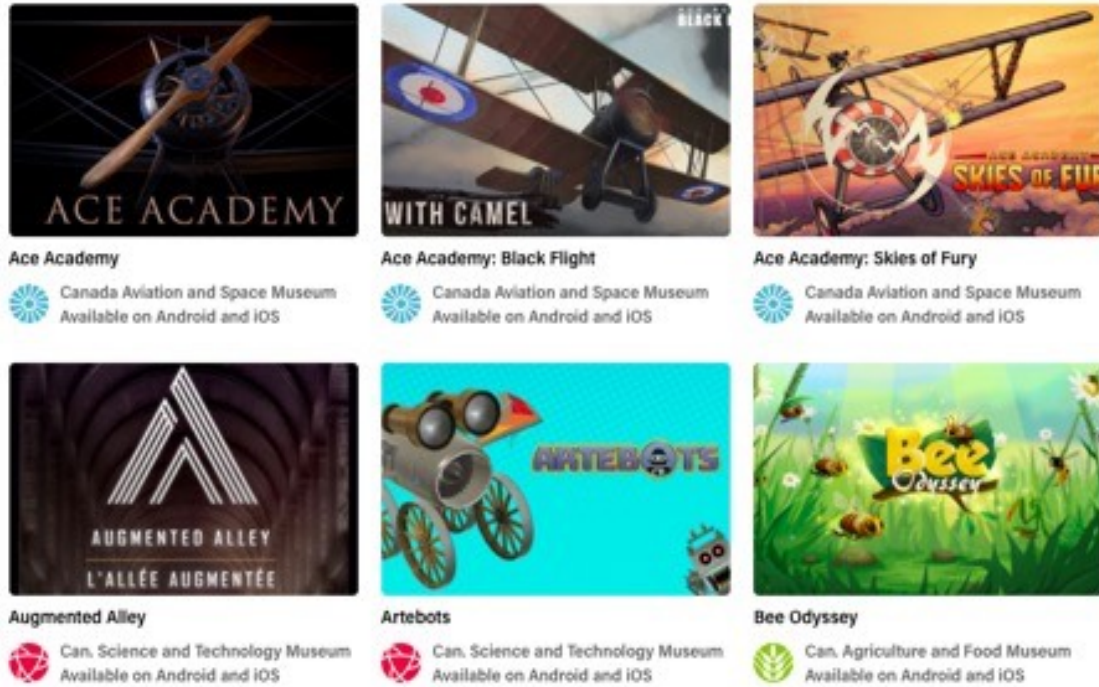 ACE ACADEMY
BLACK
WITH CAMEL
ACE ACADEMY
SKIES OF FUR
Ace Academy
Ace Academy: Black Flight
Ace Academy: Skies of Fury
Canada Aviation and Space Museum
Available on Android and iOS
Canada Aviation and Space Museum
Available on Android and iOS
Canada Aviation and Space Museum
Available on Android and iOS
AUGMENTED ALLEY
L'ALLÉE AUGMENTÉE
ARTEBOTS
Bee
Odyssey
Augmented Alley
Artebots
Bee Odyssey
Can. Science and Technology Museum
Available on Android and iOS
Can. Science and Technology Museum
Available on Android and iOS
Can. Agriculture and Food Museum
Available on Android and iOS